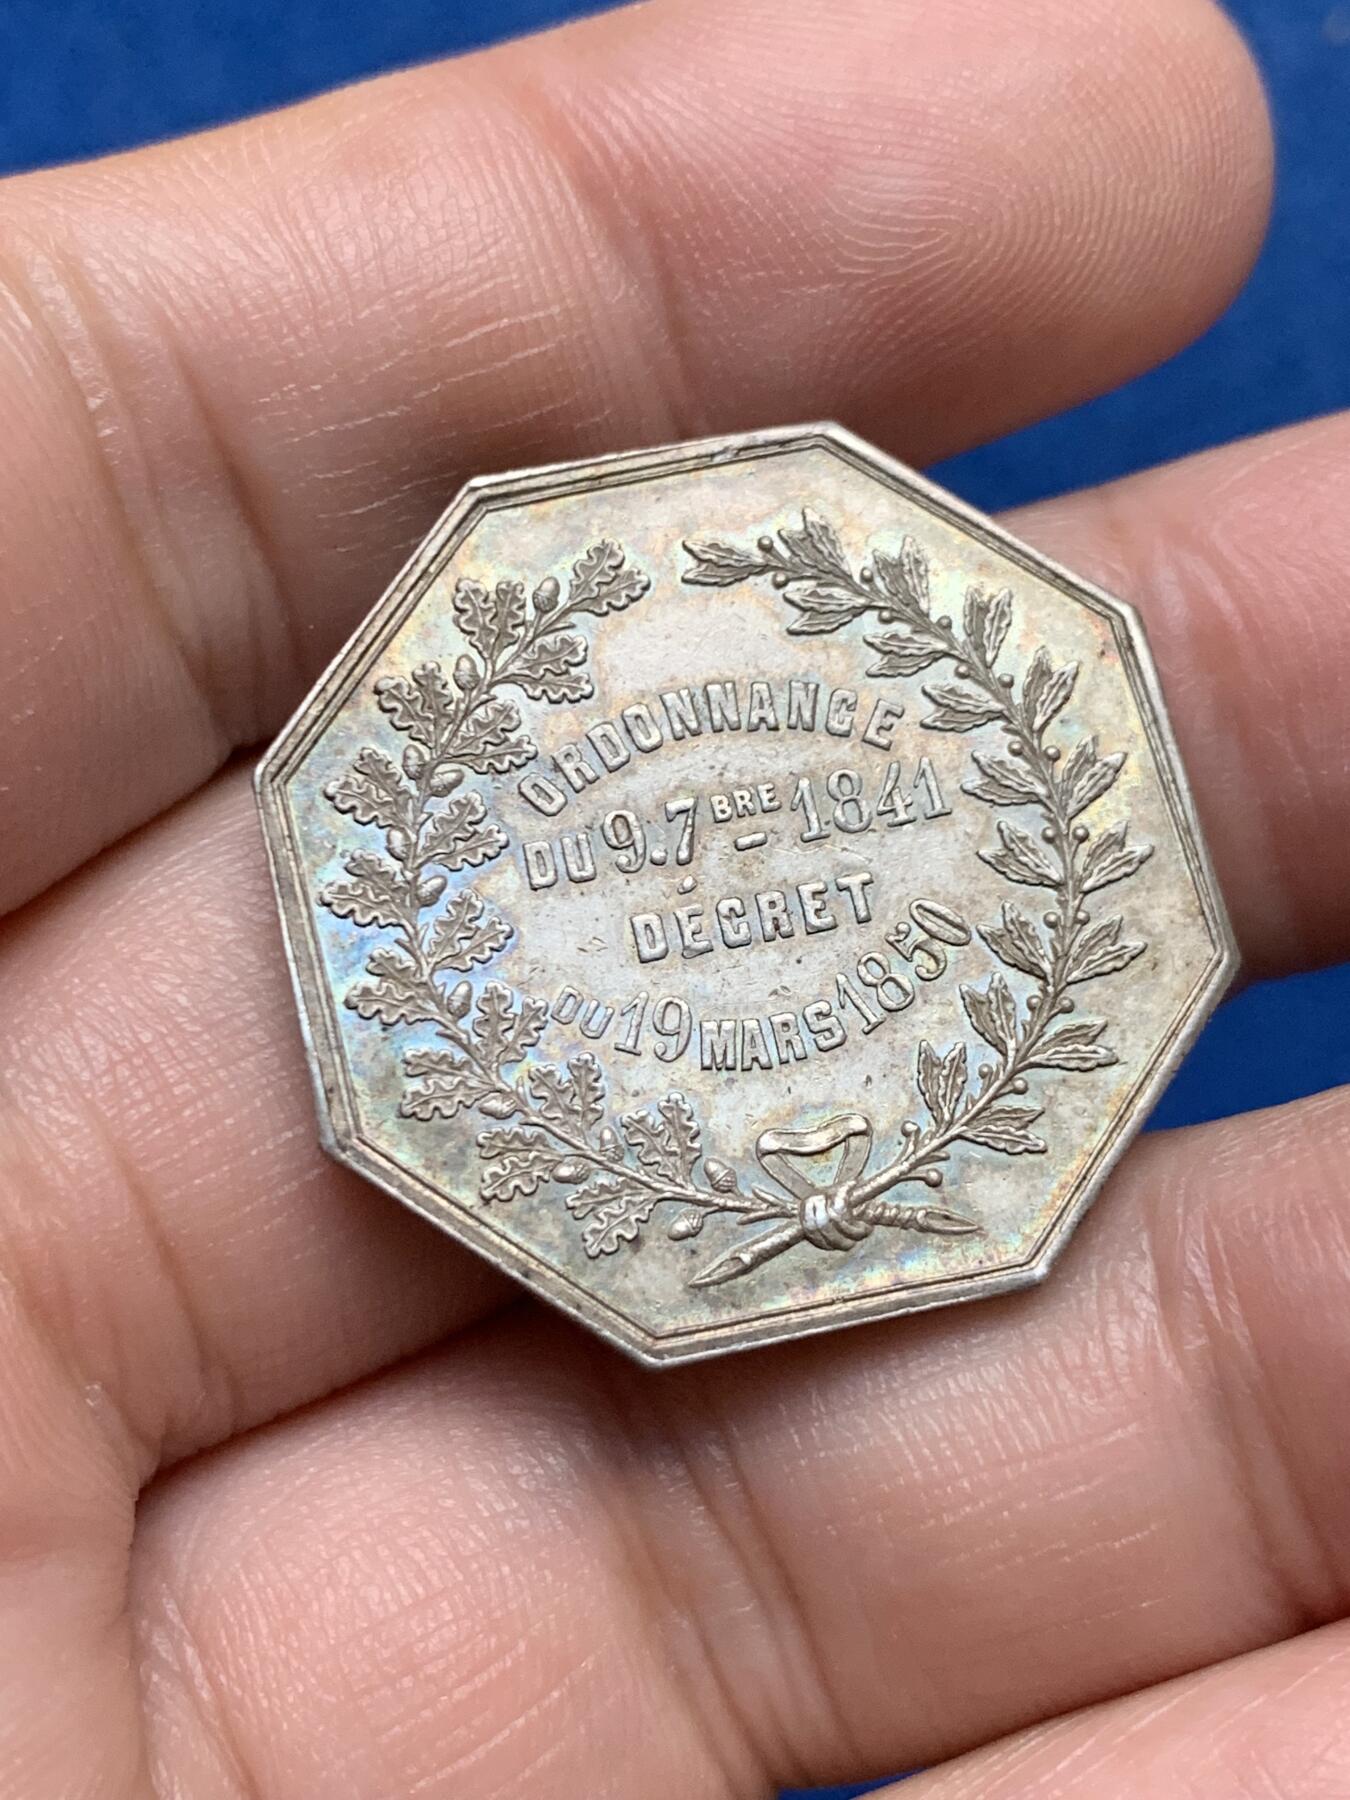 ORDONNANCE
DU 9.7BRE - 1841
DÉCRET
DU 19 MARS 1850